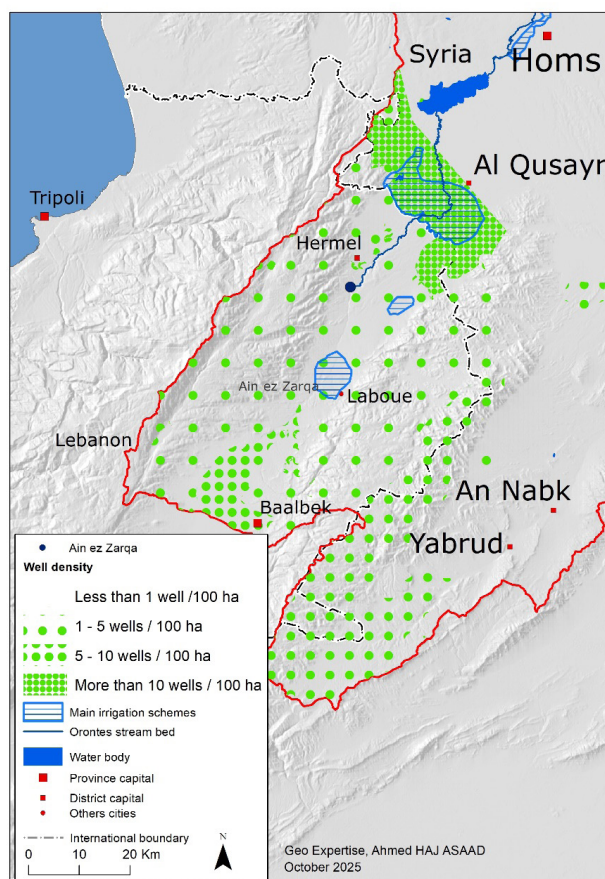 Syria
Homs
Al Qusayr
Tripoli
Hermel
Ain ez Zarqa
Laboue
Lebanon
Baalbek
An Nabk
Yabrud
Ain ez Zarqa
Well density
Less than 1 well /100 ha
1 - 5 wells / 100 ha
5 - 10 wells / 100 ha
More than 10 wells / 100 ha
Main irrigation schemes
Orontes stream bed
Water body
Province capital
District capital
Others cities
International boundary
0 10 20 Km
N
Geo Expertise, Ahmed HAJ ASAAD
October 2025